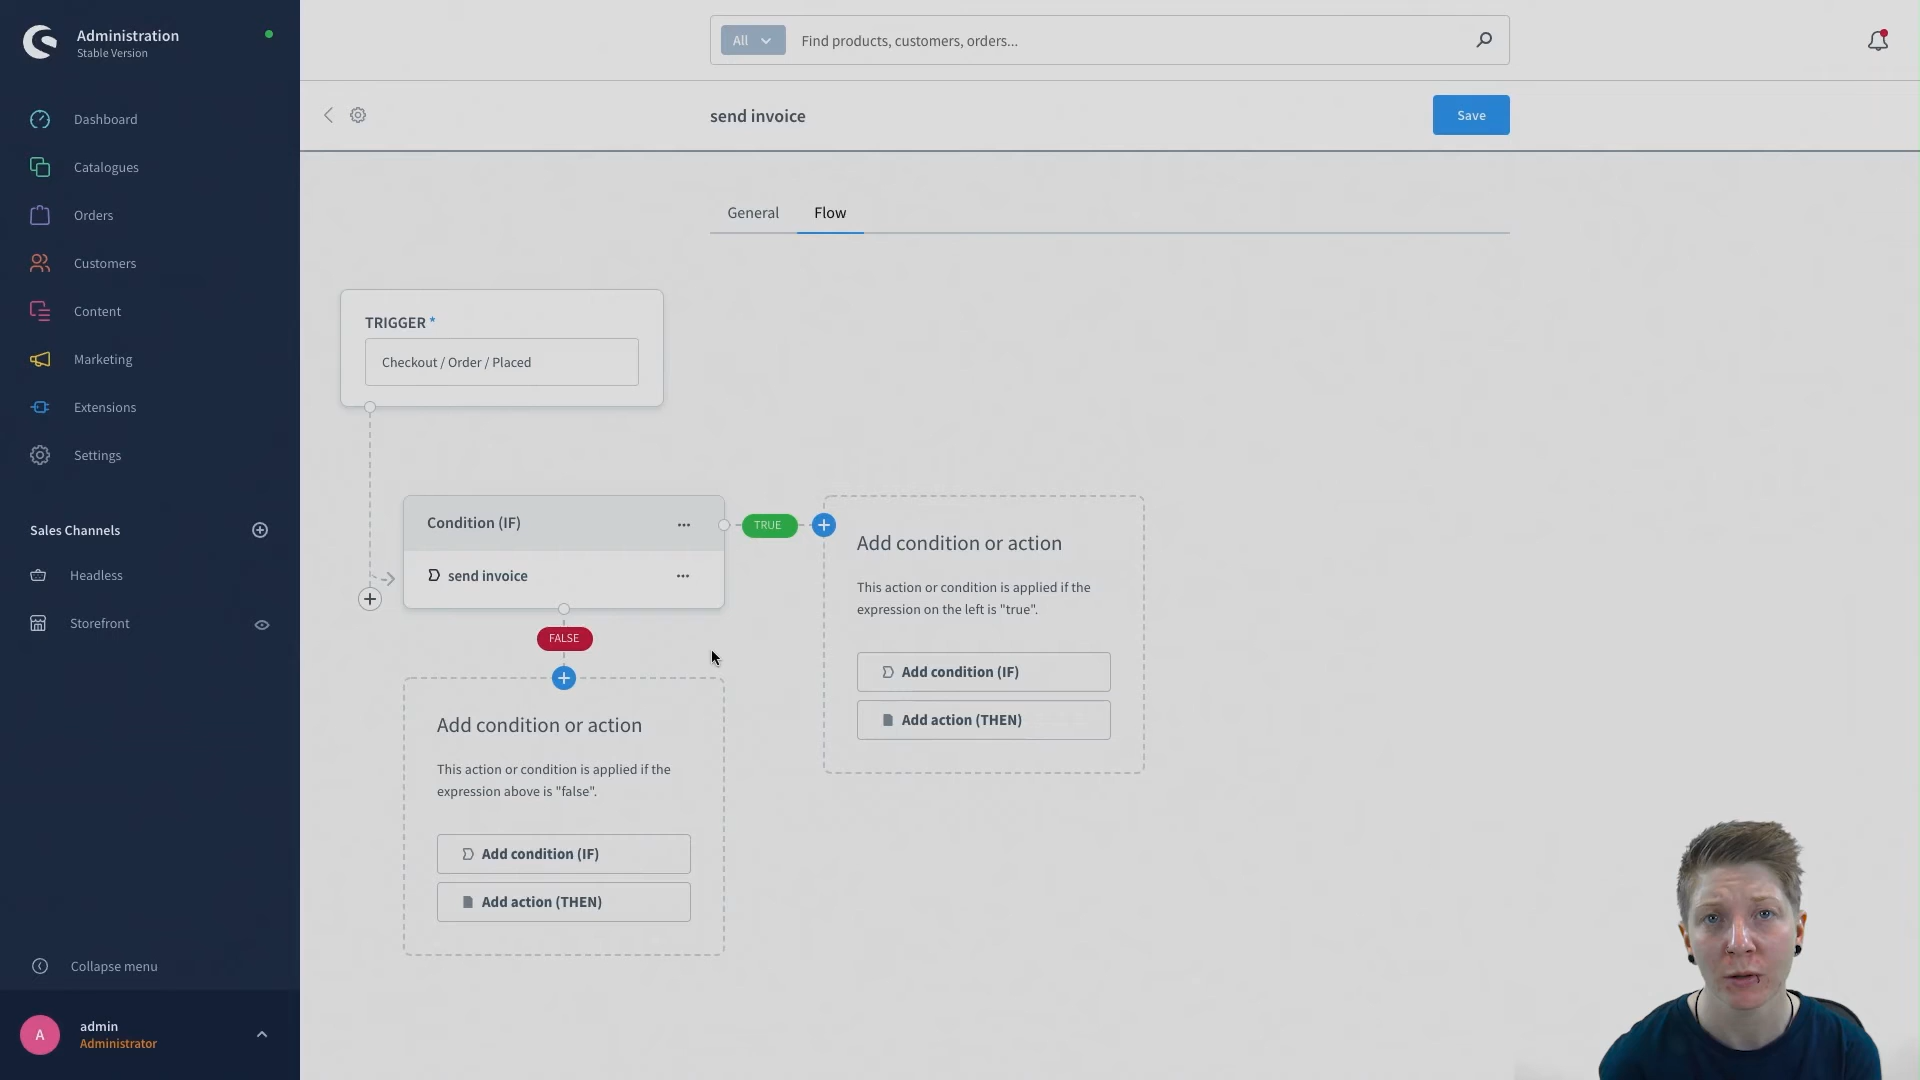 Administration
Stable Version
All
Find products, customers, orders...
send invoice
Save
Dashboard
Catalogues
Orders
Customers
Content
Marketing
Extensions
Settings
Sales Channels
Headless
Storefront
Collapse menu
A
admin
Administrator
General
Flow
TRIGGER *
Checkout / Order / Placed
Condition (IF)
...
send invoice
...
TRUE
Add condition or action
This action or condition is applied if the
expression on the left is "true".
Add condition (IF)
Add action (THEN)
FALSE
Add condition or action
This action or condition is applied if the
expression above is "false".
Add condition (IF)
Add action (THEN)